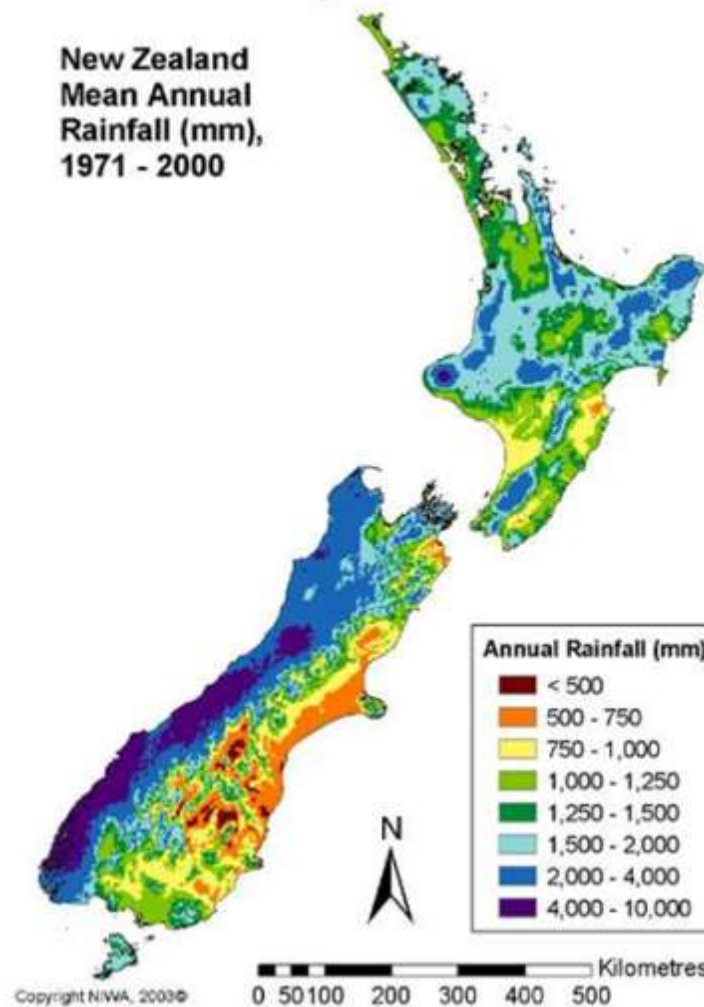 New Zealand
Mean Annual
Rainfall (mm),
1971 - 2000
Annual Rainfall (mm)
< 500
500 - 750
750 - 1,000
1,000 - 1,250
1,250 - 1,500
1,500 - 2,000
2,000 - 4,000
4,000 - 10,000
N
Kilometres
0 50 100 200 300 400 500
Copyright NIWA, 2003©